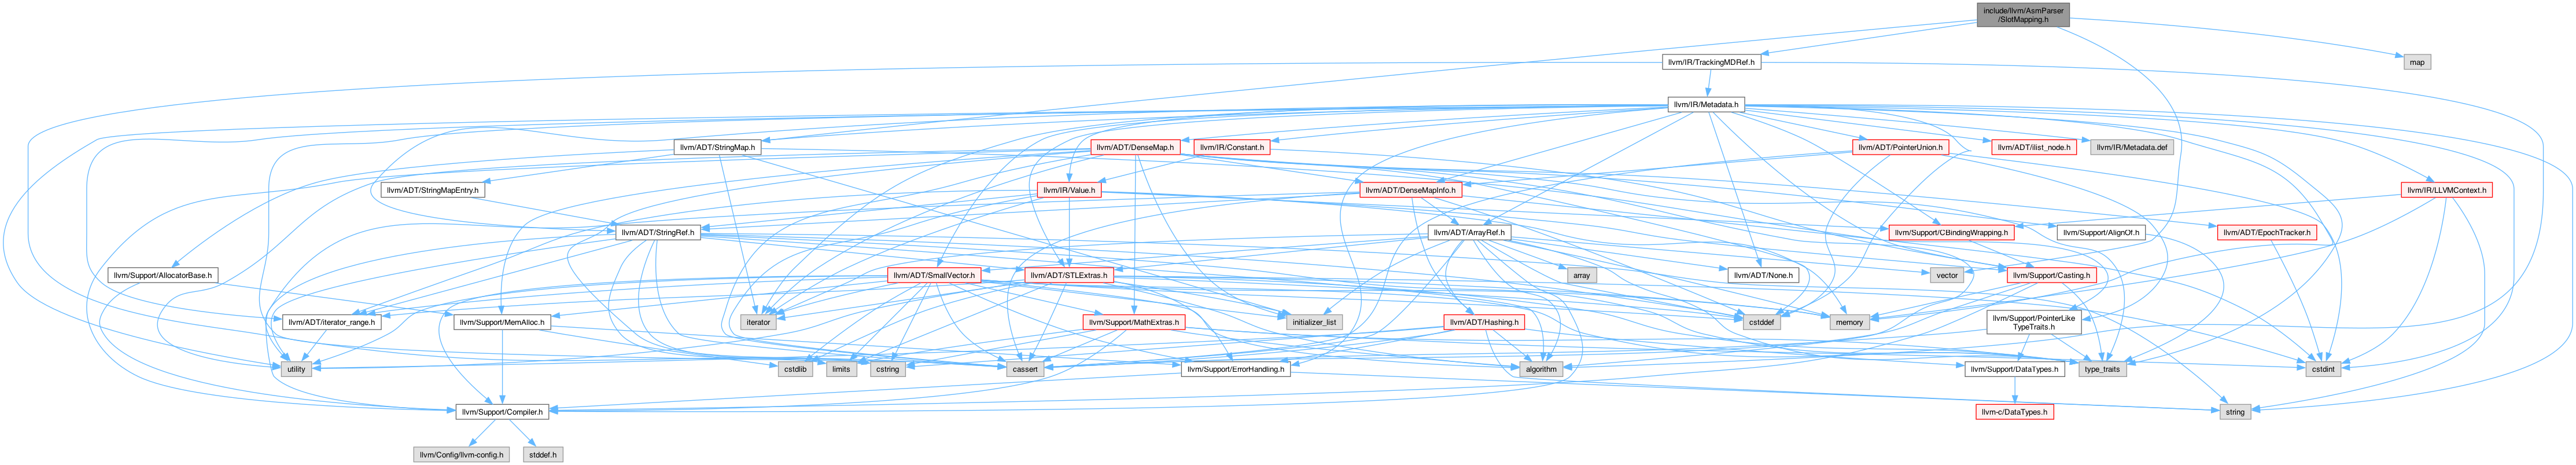 include/llvm/AsmParser
/SlotMapping.h
llvm/IR/TrackingMDRef.h
map
llvm/IR/Metadata.h
llvm/ADT/StringMap.h
llvm/ADT/DenseMap.h
llvm/IR/Constant.h
llvm/ADT/PointerUnion.h
llvm/ADT/ilist_node.h
llvm/IR/Metadata.def
llvm/ADT/StringMapEntry.h
llvm/IR/Value.h
llvm/ADT/DenseMapInfo.h
llvm/IR/LLVMContext.h
llvm/ADT/StringRef.h
llvm/ADT/ArrayRef.h
llvm/Support/CBindingWrapping.h
llvm/Support/AlignOf.h
llvm/ADT/EpochTracker.h
llvm/Support/AllocatorBase.h
llvm/ADT/SmallVector.h
llvm/ADT/STLExtras.h
array
llvm/ADT/None.h
vector
llvm/Support/Casting.h
llvm/ADT/iterator_range.h
llvm/Support/MemAlloc.h
iterator
llvm/Support/MathExtras.h
initializer_list
llvm/ADT/Hashing.h
cstddef
memory
llvm/Support/PointerLike
TypeTraits.h
utility
cstdlib
limits
cstring
cassert
llvm/Support/ErrorHandling.h
algorithm
llvm/Support/DataTypes.h
type_traits
cstdint
llvm/Support/Compiler.h
llvm-c/DataTypes.h
string
llvm/Config/llvm-config.h
stddef.h